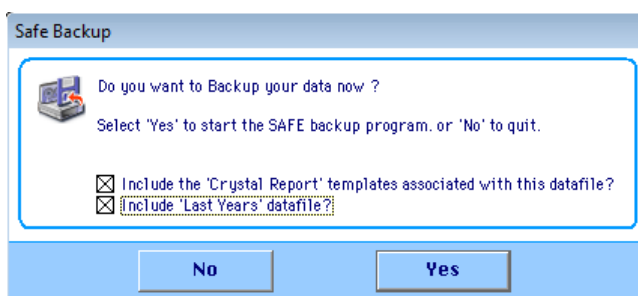 Safe Backup
Do you want to Backup your data now ?
Select 'Yes' to start the SAFE backup program. or 'No' to quit.
Include the 'Crystal Report' templates associated with this datafile?
Include 'Last Years' datafile?
No
Yes